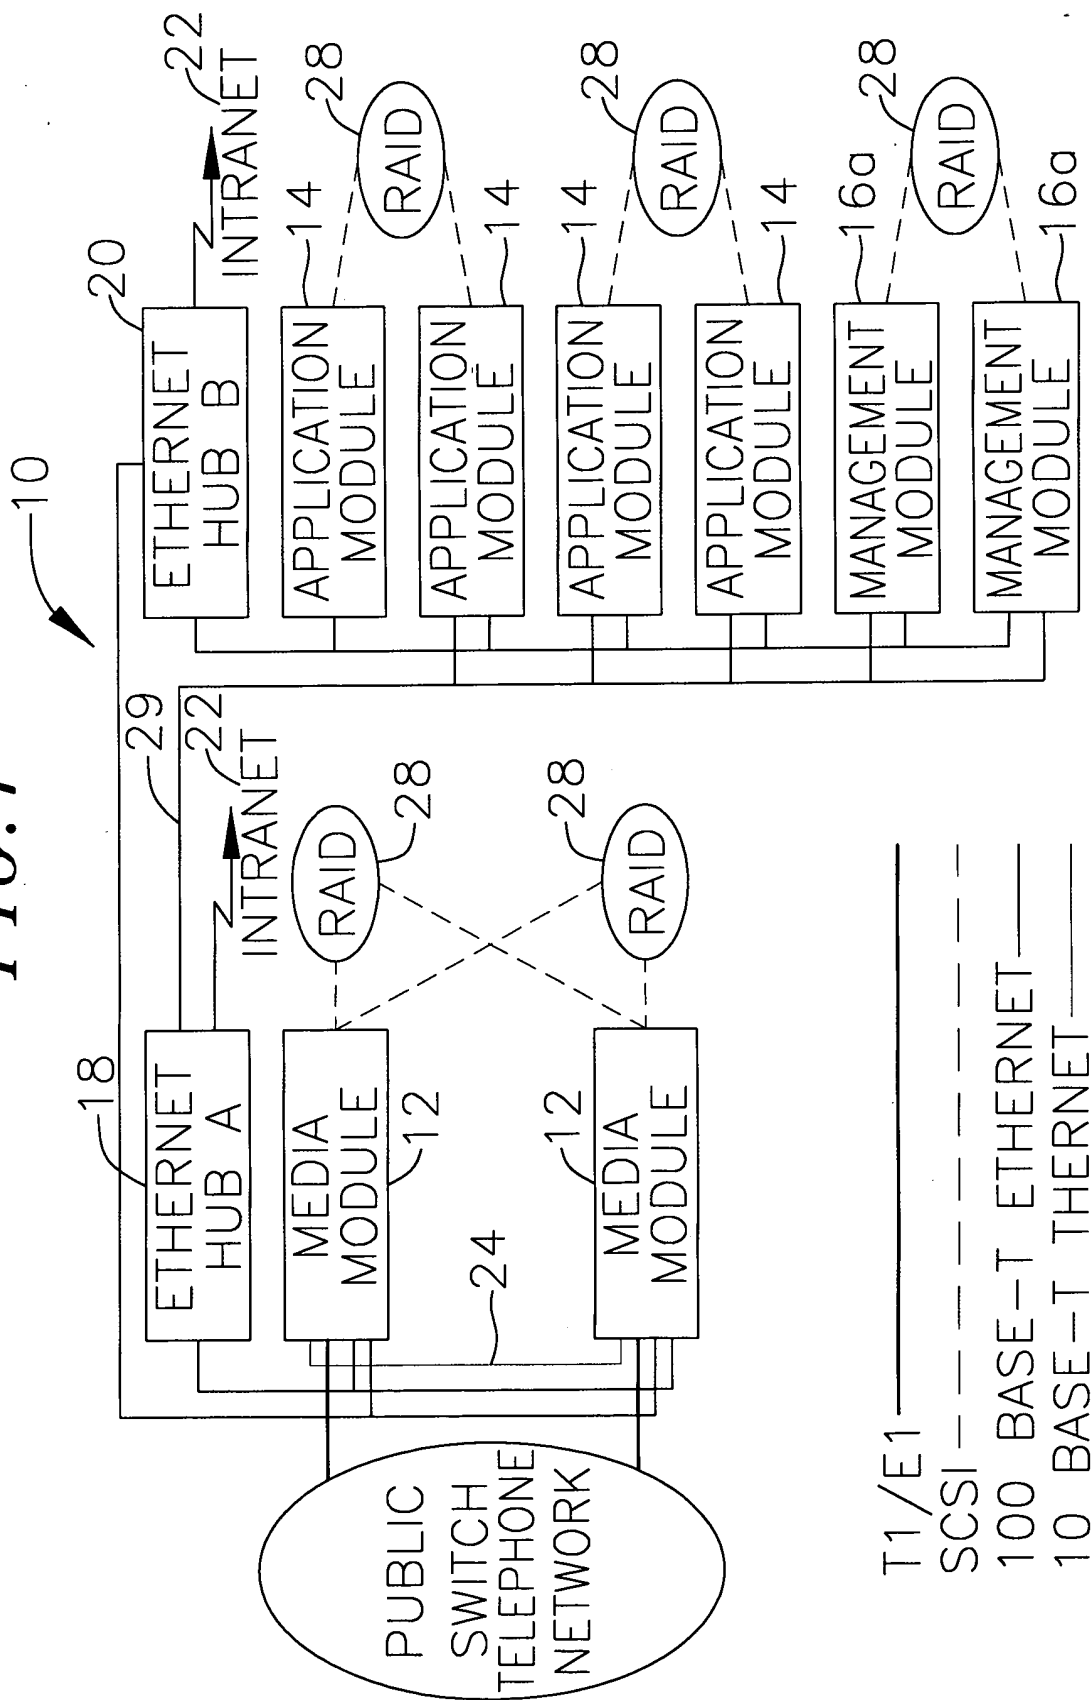 FIG. 1
10
18
29
20
ETHERNET
HUB A
22
INTRANET
ETHERNET
HUB B
22
INTRANET
MEDIA
MODULE
12
RAID
28
APPLICATION
MODULE
14
RAID
28
APPLICATION
MODULE
14
24
PUBLIC
SWITCH
TELEPHONE
NETWORK
12
MEDIA
MODULE
RAID
28
APPLICATION
MODULE
14
RAID
28
APPLICATION
MODULE
14
MANAGEMENT
MODULE
16a
RAID
28
MANAGEMENT
MODULE
16a
T1/E1
SCSI
100 BASE-T ETHERNET
10 BASE-T THERNET